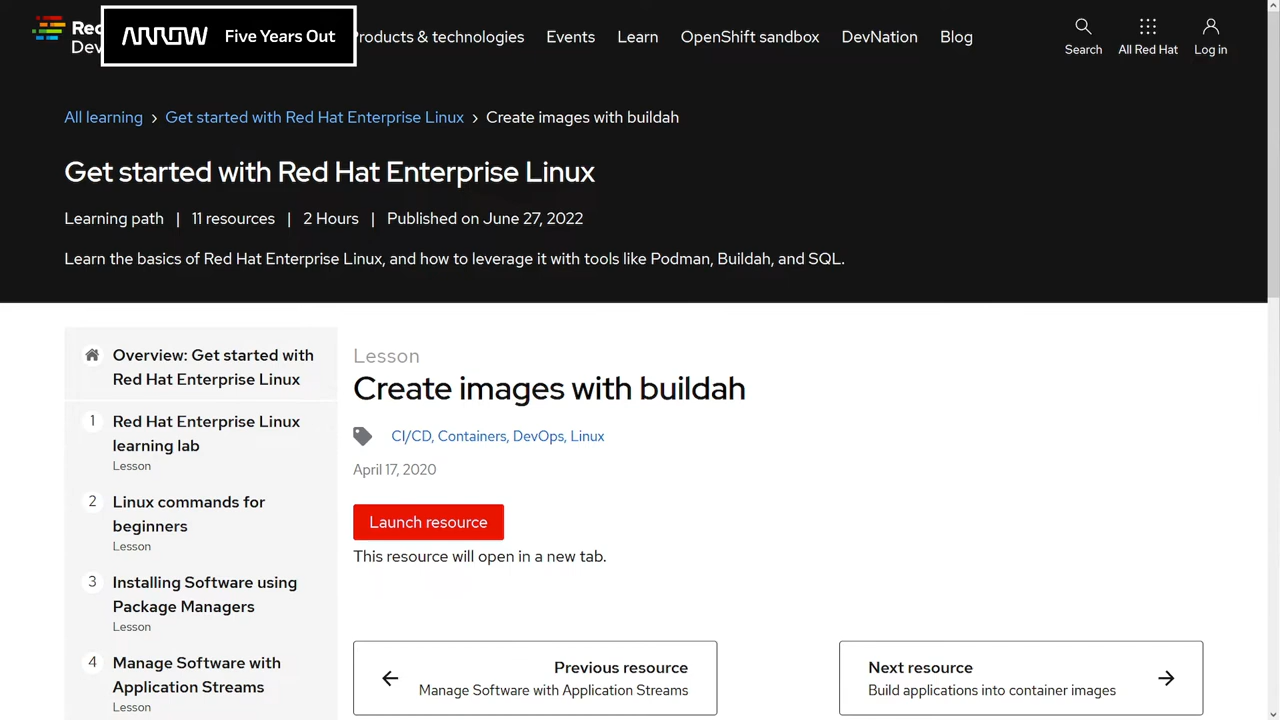 Red
Dev
ARROW Five Years Out
Products & technologies Events Learn OpenShift sandbox DevNation Blog
Search All Red Hat Log in
All learning › Get started with Red Hat Enterprise Linux › Create images with buildah
Get started with Red Hat Enterprise Linux
Learning path | 11 resources | 2 Hours | Published on June 27, 2022
Learn the basics of Red Hat Enterprise Linux, and how to leverage it with tools like Podman, Buildah, and SQL.
Overview: Get started with
Red Hat Enterprise Linux
1 Red Hat Enterprise Linux
learning lab
Lesson
2 Linux commands for
beginners
Lesson
3 Installing Software using
Package Managers
Lesson
4 Manage Software with
Application Streams
Lesson
Lesson
Create images with buildah
CI/CD, Containers, DevOps, Linux
April 17, 2020
Launch resource
This resource will open in a new tab.
Previous resource
Manage Software with Application Streams
Next resource
Build applications into container images